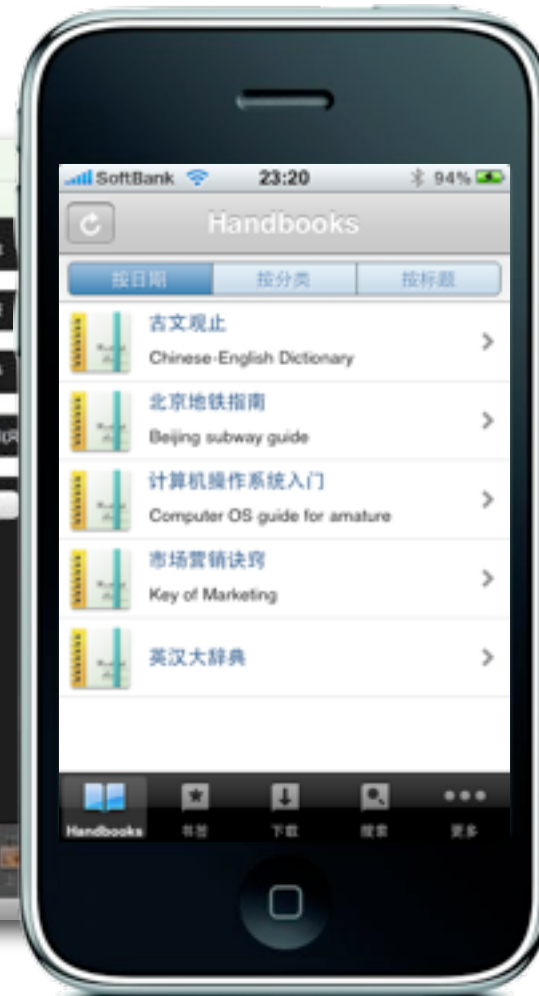 SoftBank 23:20 94%
Handbooks
按日期 按分类 按标题
古文观止
Chinese-English Dictionary
北京地铁指南
Beijing subway guide
计算机操作系统入门
Computer OS guide for amature
市场营销诀窍
Key of Marketing
英汉大辞典
Handbooks 书签 下载 搜索 更多